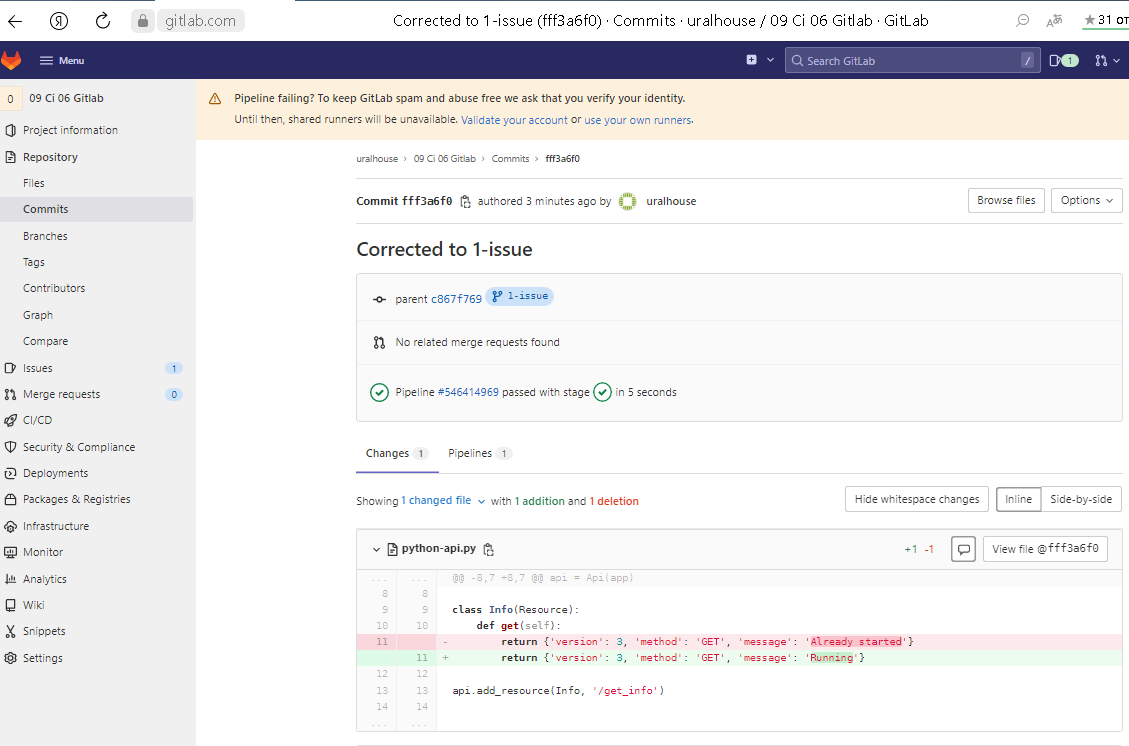 Я gitlab.com Corrected to 1-issue (fff3a6f0) · Commits · uralhouse / 09 Ci 06 Gitlab · GitLab ★ 31 от
Menu Search GitLab / 1
0 09 Ci 06 Gitlab
Project information
Repository
Files
Commits
Branches
Tags
Contributors
Graph
Compare
Issues 1
Merge requests 0
CI/CD
Security & Compliance
Deployments
Packages & Registries
Infrastructure
Monitor
Analytics
Wiki
Snippets
Settings
Pipeline failing? To keep GitLab spam and abuse free we ask that you verify your identity.
Until then, shared runners will be unavailable. Validate your account or use your own runners.
uralhouse › 09 Ci 06 Gitlab › Commits › fff3a6f0
Commit fff3a6f0 authored 3 minutes ago by uralhouse Browse files Options
Corrected to 1-issue
parent c867f769 1-issue
No related merge requests found
Pipeline #546414969 passed with stage in 5 seconds
Changes 1 Pipelines 1
Showing 1 changed file with 1 addition and 1 deletion Hide whitespace changes Inline Side-by-side
python-api.py +1 -1 View file @fff3a6f0
... ... @@ -8,7 +8,7 @@ api = Api(app)
8 8
9 9 class Info(Resource):
10 10 def get(self):
11 - return {'version': 3, 'method': 'GET', 'message': 'Already started'}
11 + return {'version': 3, 'method': 'GET', 'message': 'Running'}
12 12
13 13 api.add_resource(Info, '/get_info')
14 14
... ...